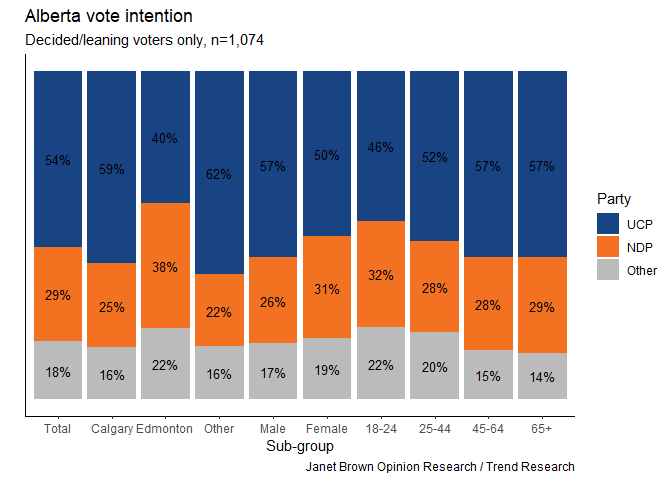 Alberta vote intention
Decided/leaning voters only, n=1,074
54% 59% 40% 62% 57% 50% 46% 52% 57% 57%
29% 25% 38% 22% 26% 31% 32% 28% 28% 29%
18% 16% 22% 16% 17% 19% 22% 20% 15% 14%
Total Calgary Edmonton Other Male Female 18-24 25-44 45-64 65+
Sub-group
Party
UCP
NDP
Other
Janet Brown Opinion Research / Trend Research